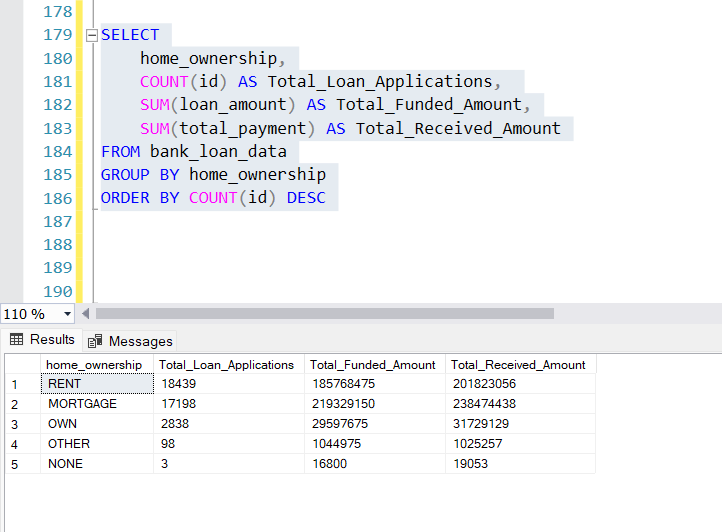 178
179 SELECT
180 home_ownership,
181 COUNT(id) AS Total_Loan_Applications,
182 SUM(loan_amount) AS Total_Funded_Amount,
183 SUM(total_payment) AS Total_Received_Amount
184 FROM bank_loan_data
185 GROUP BY home_ownership
186 ORDER BY COUNT(id) DESC
187
188
189
190
110 %
Results Messages
home_ownership Total_Loan_Applications Total_Funded_Amount Total_Received_Amount
1 RENT 18439 185768475 201823056
2 MORTGAGE 17198 219329150 238474438
3 OWN 2838 29597675 31729129
4 OTHER 98 1044975 1025257
5 NONE 3 16800 19053